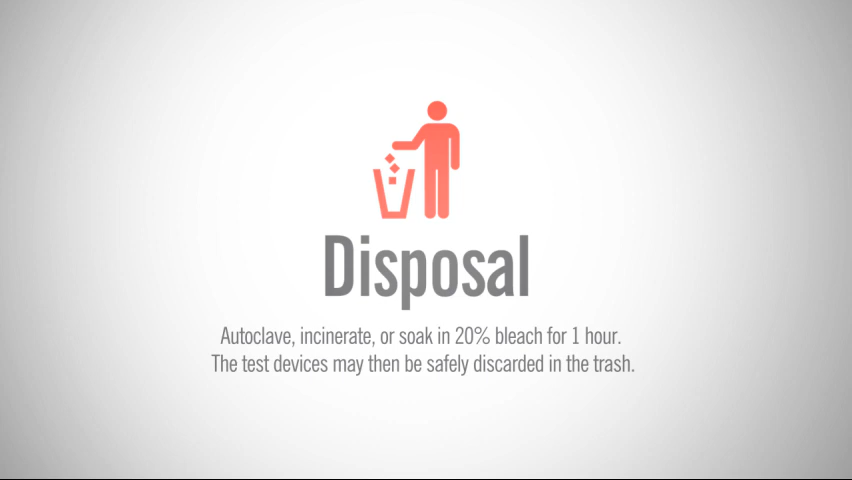 Disposal
Autoclave, incinerate, or soak in 20% bleach for 1 hour.
The test devices may then be safely discarded in the trash.